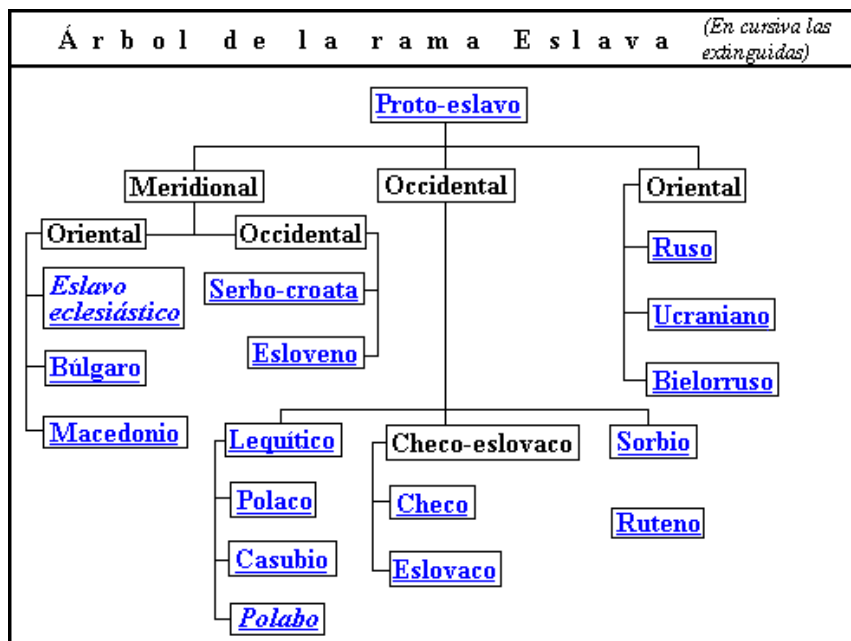 Árbol de la rama Eslava
(En cursiva las
extinguidas)
Proto-eslavo
Meridional
Occidental
Oriental
Oriental
Occidental
Ruso
Eslavo
eclesiástico
Serbo-croata
Ucraniano
Búlgaro
Esloveno
Bielorruso
Macedonio
Lequítico
Checo-eslovaco
Sorbio
Polaco
Checo
Ruteno
Casubio
Eslovaco
Polabo